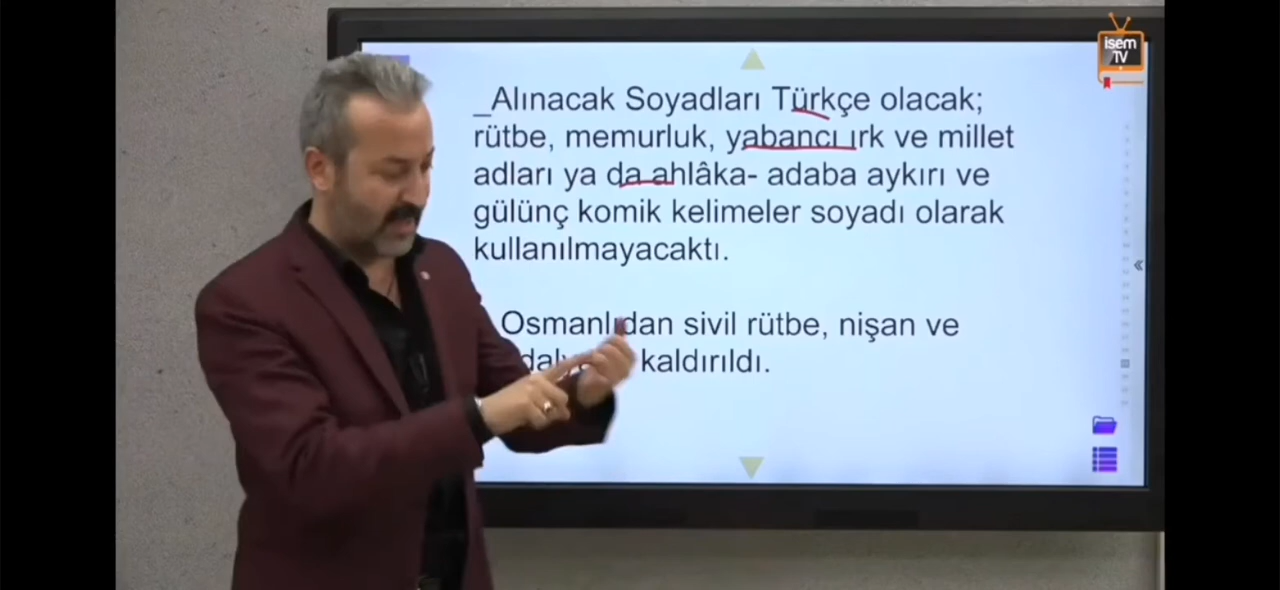 isem
TV
_Alınacak Soyadları Türkçe olacak;
rütbe, memurluk, yabancı ırk ve millet
adları ya da ahlâka- adaba aykırı ve
gülünç komik kelimeler soyadı olarak
kullanılmayacaktı.
Osmanlıdan sivil rütbe, nişan ve
kaldırıldı.